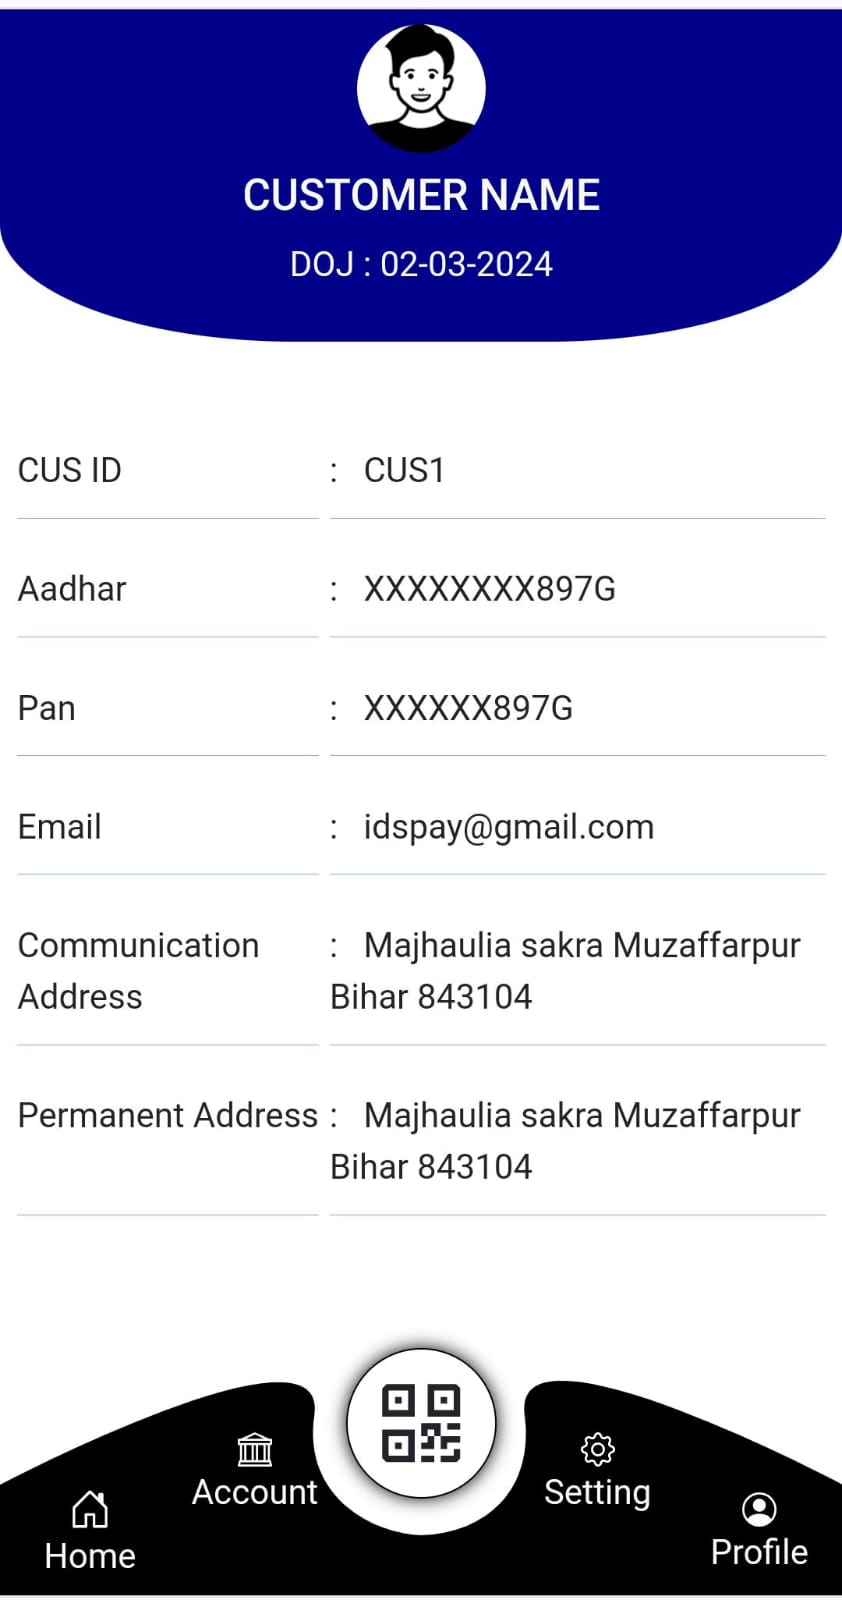 CUSTOMER NAME
DOJ : 02-03-2024
CUS ID : CUS1
Aadhar : XXXXXXXX897G
Pan : XXXXXX897G
Email : idspay@gmail.com
Communication : Majhaulia sakra Muzaffarpur
Address Bihar 843104
Permanent Address : Majhaulia sakra Muzaffarpur
Bihar 843104
Account Setting
Home Profile